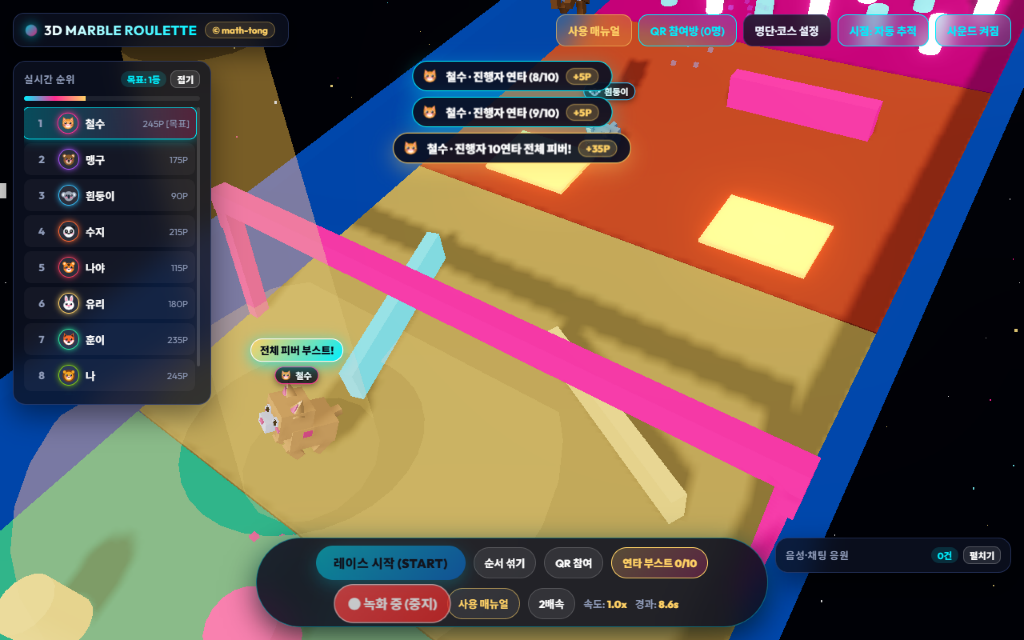 3D MARBLE ROULETTE
© math-tong
사용 매뉴얼
QR 참여방 (0명)
명단·코스 설정
시점: 자동 추적
사운드 켜짐
실시간 순위
목표: 1등
접기
1 철수 245P [목표]
2 맹구 175P
3 흰둥이 90P
4 수지 215P
5 나야 115P
6 유리 180P
7 훈이 235P
8 나 245P
철수 · 진행자 연타 (8/10) +5P
흰둥이
철수 · 진행자 연타 (9/10) +5P
철수 · 진행자 10연타 전체 피버! +35P
전체 피버 부스트!
철수
레이스 시작 (START)
순서 섞기
QR 참여
연타 부스트 0/10
녹화 중 (중지)
사용 매뉴얼
2배속
속도: 1.0x
경과: 8.6s
음성·채팅 응원
0건
펼치기